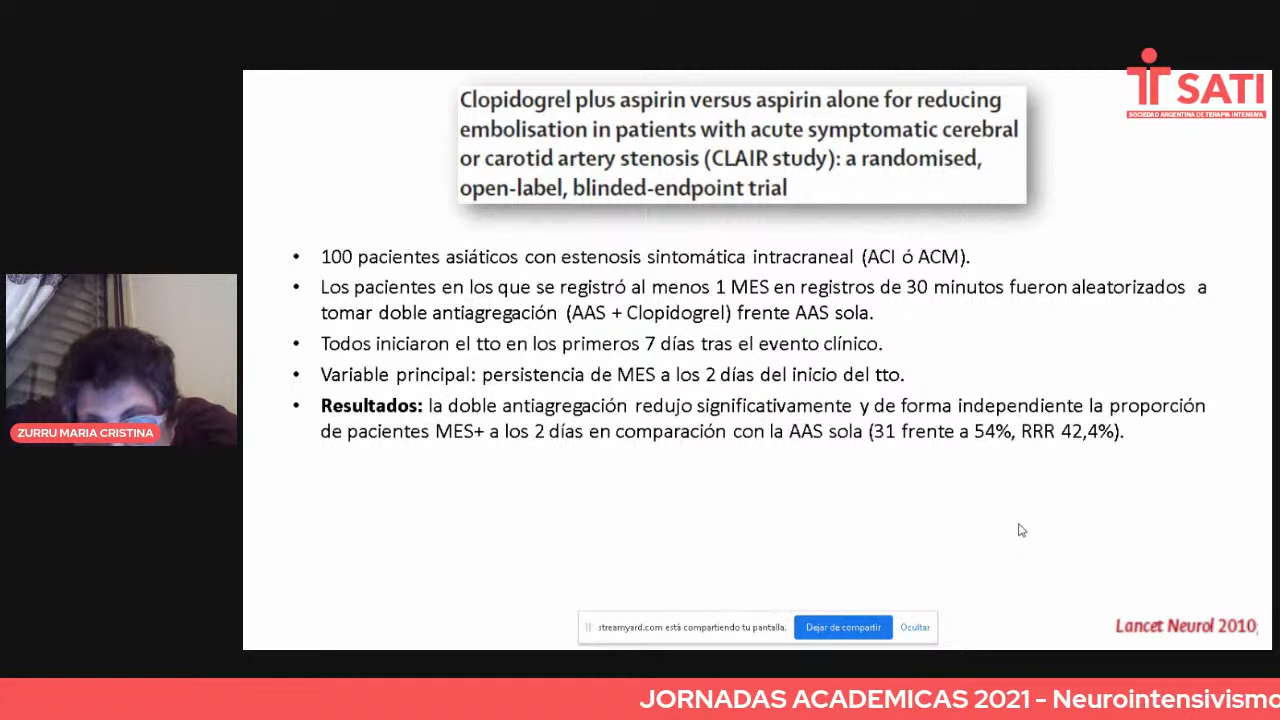 SATI
SOCIEDAD ARGENTINA DE TERAPIA INTENSIVA
Clopidogrel plus aspirin versus aspirin alone for reducing
embolisation in patients with acute symptomatic cerebral
or carotid artery stenosis (CLAIR study): a randomised,
open-label, blinded-endpoint trial
• 100 pacientes asiáticos con estenosis sintomática intracraneal (ACI ó ACM).
• Los pacientes en los que se registró al menos 1 MES en registros de 30 minutos fueron aleatorizados a
tomar doble antiagregación (AAS + Clopidogrel) frente AAS sola.
• Todos iniciaron el tto en los primeros 7 días tras el evento clínico.
• Variable principal: persistencia de MES a los 2 días del inicio del tto.
• Resultados: la doble antiagregación redujo significativamente y de forma independiente la proporción
de pacientes MES+ a los 2 días en comparación con la AAS sola (31 frente a 54%, RRR 42,4%).
ZURRU MARIA CRISTINA
streamyard.com está compartiendo tu pantalla.
Dejar de compartir
Ocultar
Lancet Neurol 2010;
JORNADAS ACADEMICAS 2021 - Neurointensivismo